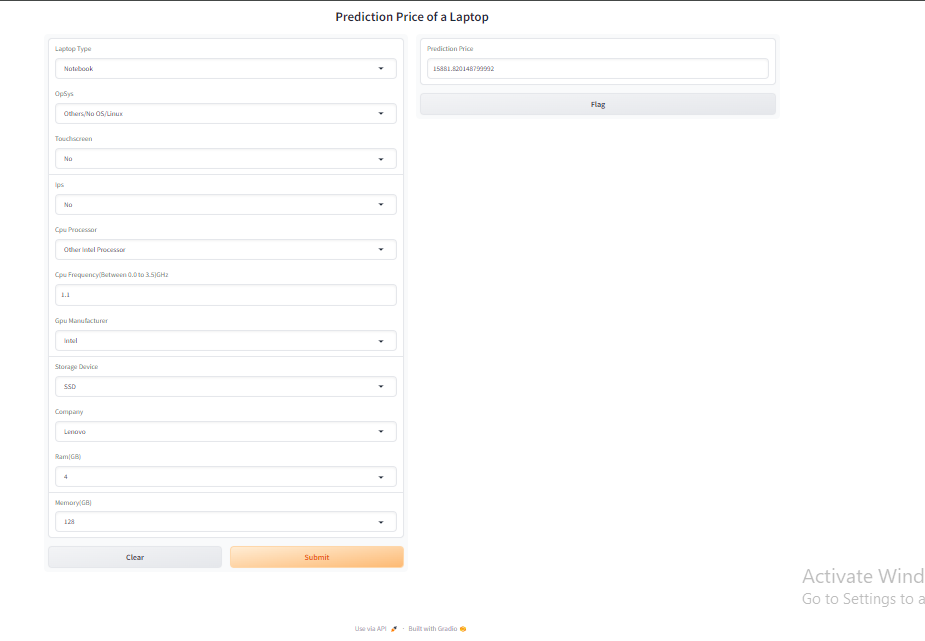 Prediction Price of a Laptop
Laptop Type
Notebook
OpSys
Others/No OS/Linux
Touchscreen
No
Ips
No
Cpu Processor
Other Intel Processor
Cpu Frequency(Between 0.0 to 3.5)GHz
1.1
Gpu Manufacturer
Intel
Storage Device
SSD
Company
Lenovo
Ram(GB)
4
Memory(GB)
128
Clear
Submit
Prediction Price
15881.820148799992
Flag
Activate Wind
Go to Settings to a
Use via API · Built with Gradio